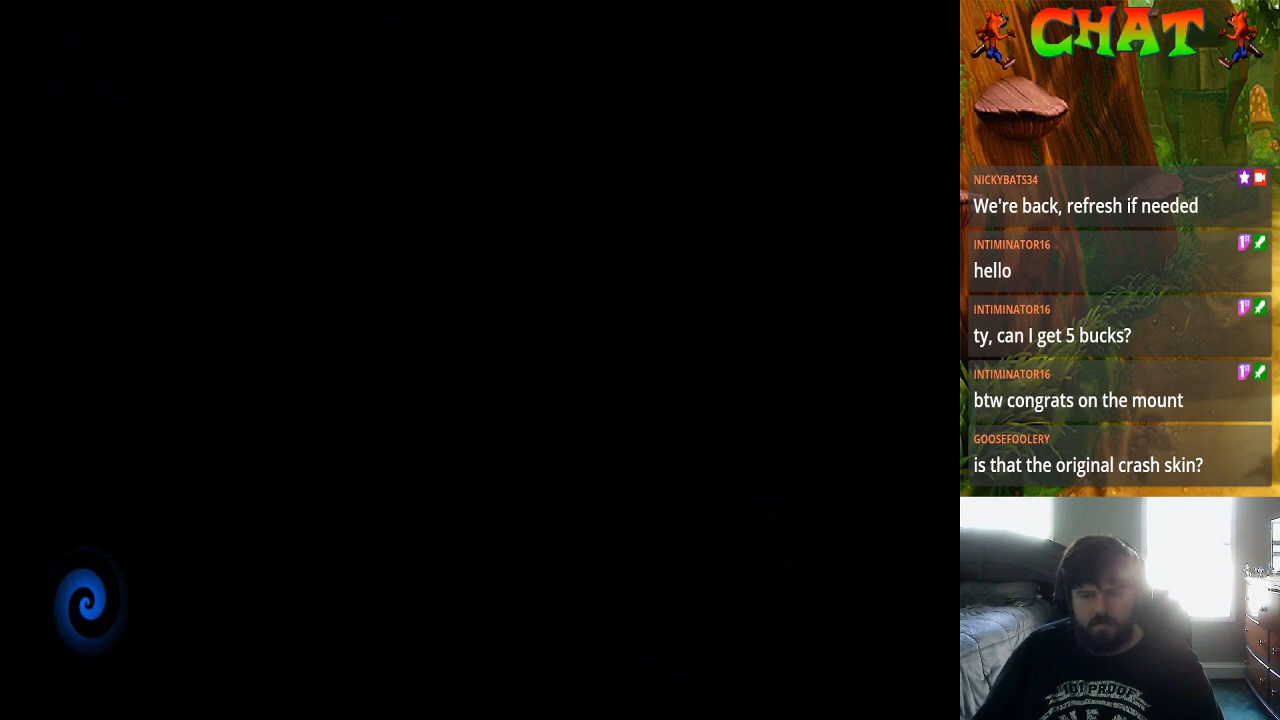 CHAT
NICKYBATS34
We're back, refresh if needed
INTIMINATOR16
hello
INTIMINATOR16
ty, can I get 5 bucks?
INTIMINATOR16
btw congrats on the mount
GOOSEFOOLERY
is that the original crash skin?
PROOF